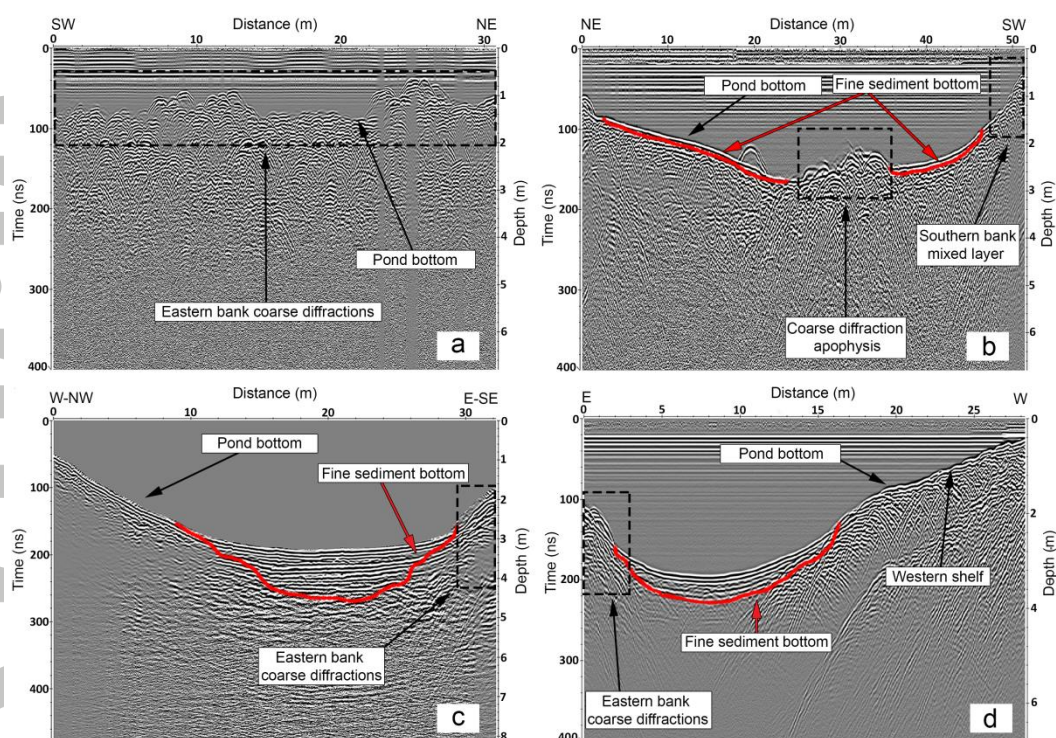 SW Distance (m) NE
0 10 20 30
0
100
200
300
400
Time (ns)
0
1
2
3
4
5
6
Depth (m)
Pond bottom
Eastern bank coarse diffractions
a
NE Distance (m) SW
0 10 20 30 40 50
0
100
200
300
400
Time (ns)
0
1
2
3
4
5
6
Depth (m)
Pond bottom
Fine sediment bottom
Southern bank
mixed layer
Coarse diffraction
apophysis
b
W-NW Distance (m) E-SE
0 10 20 30
0
100
200
300
400
Time (ns)
0
1
2
3
4
5
6
7
8
Depth (m)
Pond bottom
Fine sediment bottom
Eastern bank
coarse diffractions
c
E Distance (m) W
0 5 10 15 20 25
0
100
200
300
400
Time (ns)
0
2
4
6
Depth (m)
Pond bottom
Western shelf
Fine sediment bottom
Eastern bank
coarse diffractions
d